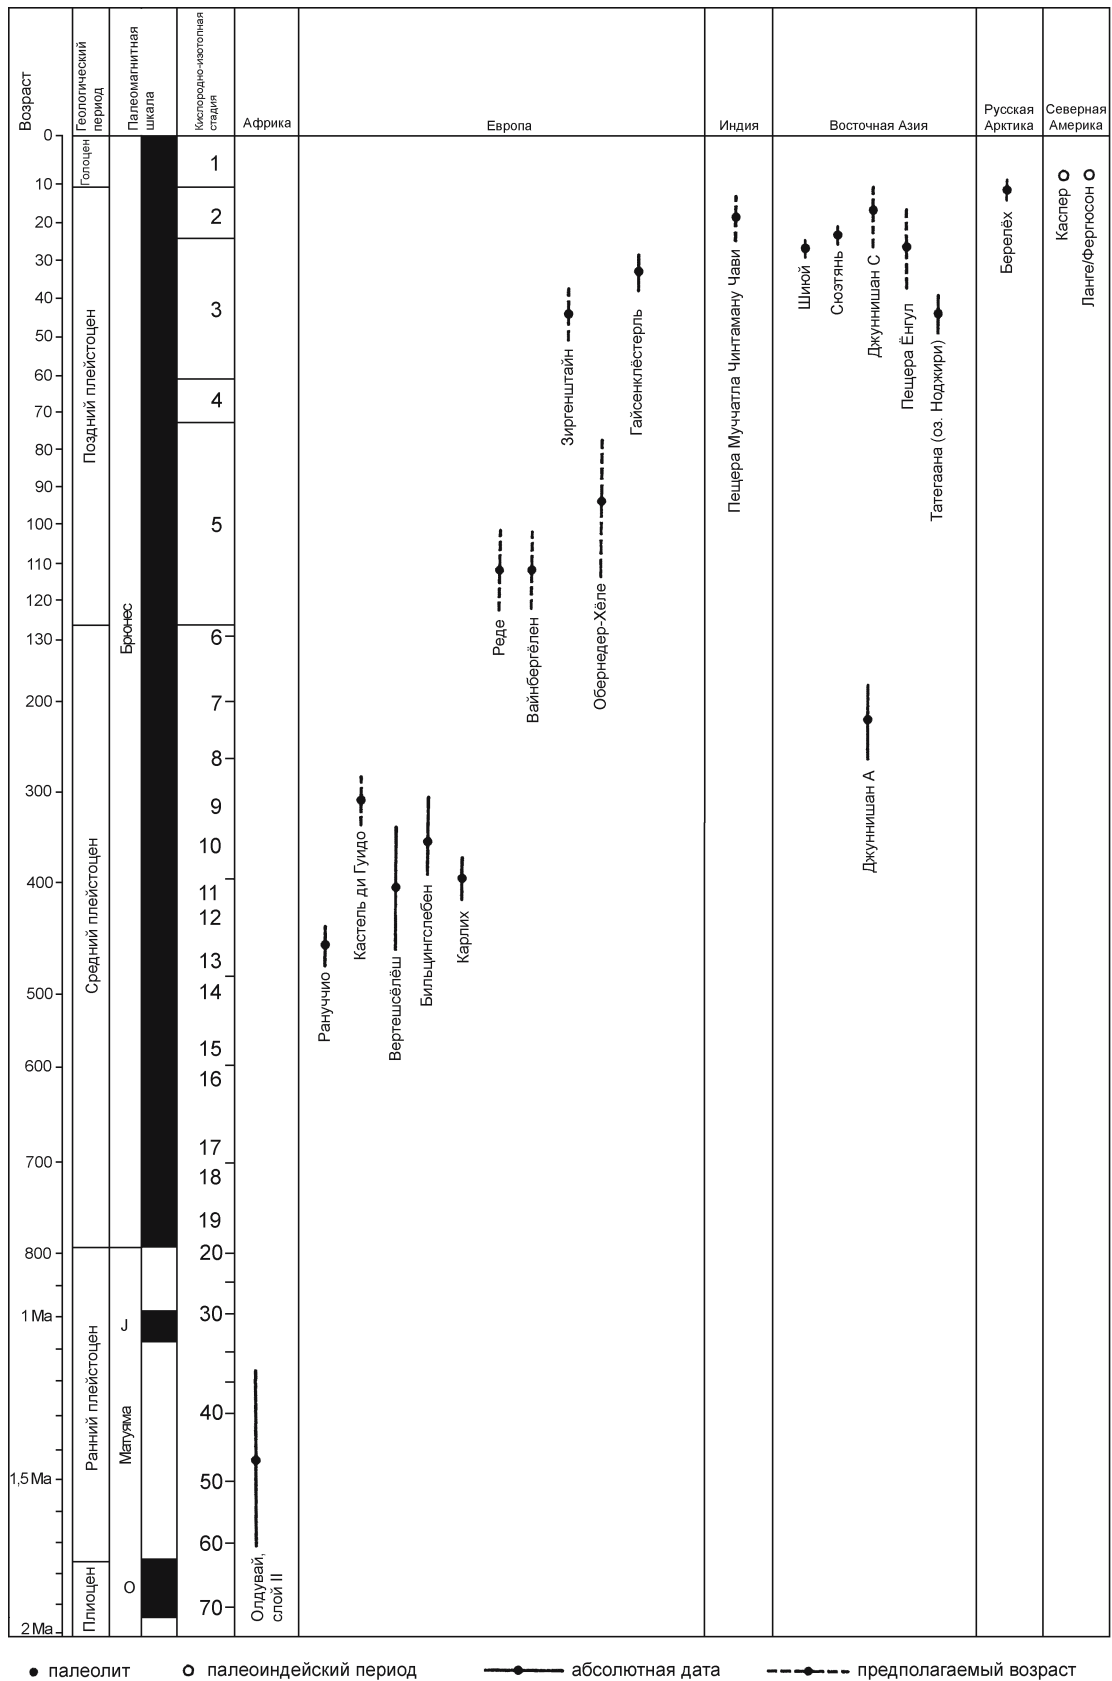 Возраст
Геологический
период
Палеомагнитная
шкала
Кислородно-изотопная
стадия
Африка
Европа
Индия
Восточная Азия
Русская
Арктика
Северная
Америка
0
10
20
30
40
50
60
70
80
90
100
110
120
130
200
300
400
500
600
700
800
1 Ma
1,5 Ma
2 Ma
Голоцен
Поздний плейстоцен
Средний плейстоцен
Ранний плейстоцен
Плиоцен
Брюнес
J
Матуяма
O
1
2
3
4
5
6
7
8
9
10
11
12
13
14
15
16
17
18
19
20
30
40
50
60
70
Олдувай,
слой II
Рануччио
Кастель ди Гуидо
Вертешсёлёш
Бильцингслебен
Карлих
Реде
Вайнбергёлен
Зиргенштайн
Обернедер-Хёле
Гайсенклёстерль
Пещера Муччатла Чинтаману Чави
Шиюй
Сюэтянь
Джуннишан А
Джуннишан С
Пещера Ёнгул
Татегаана (оз. Ноджири)
Берелёх
Каспер
Ланге/Фергюсон
палеолит
палеоиндейский период
абсолютная дата
предполагаемый возраст